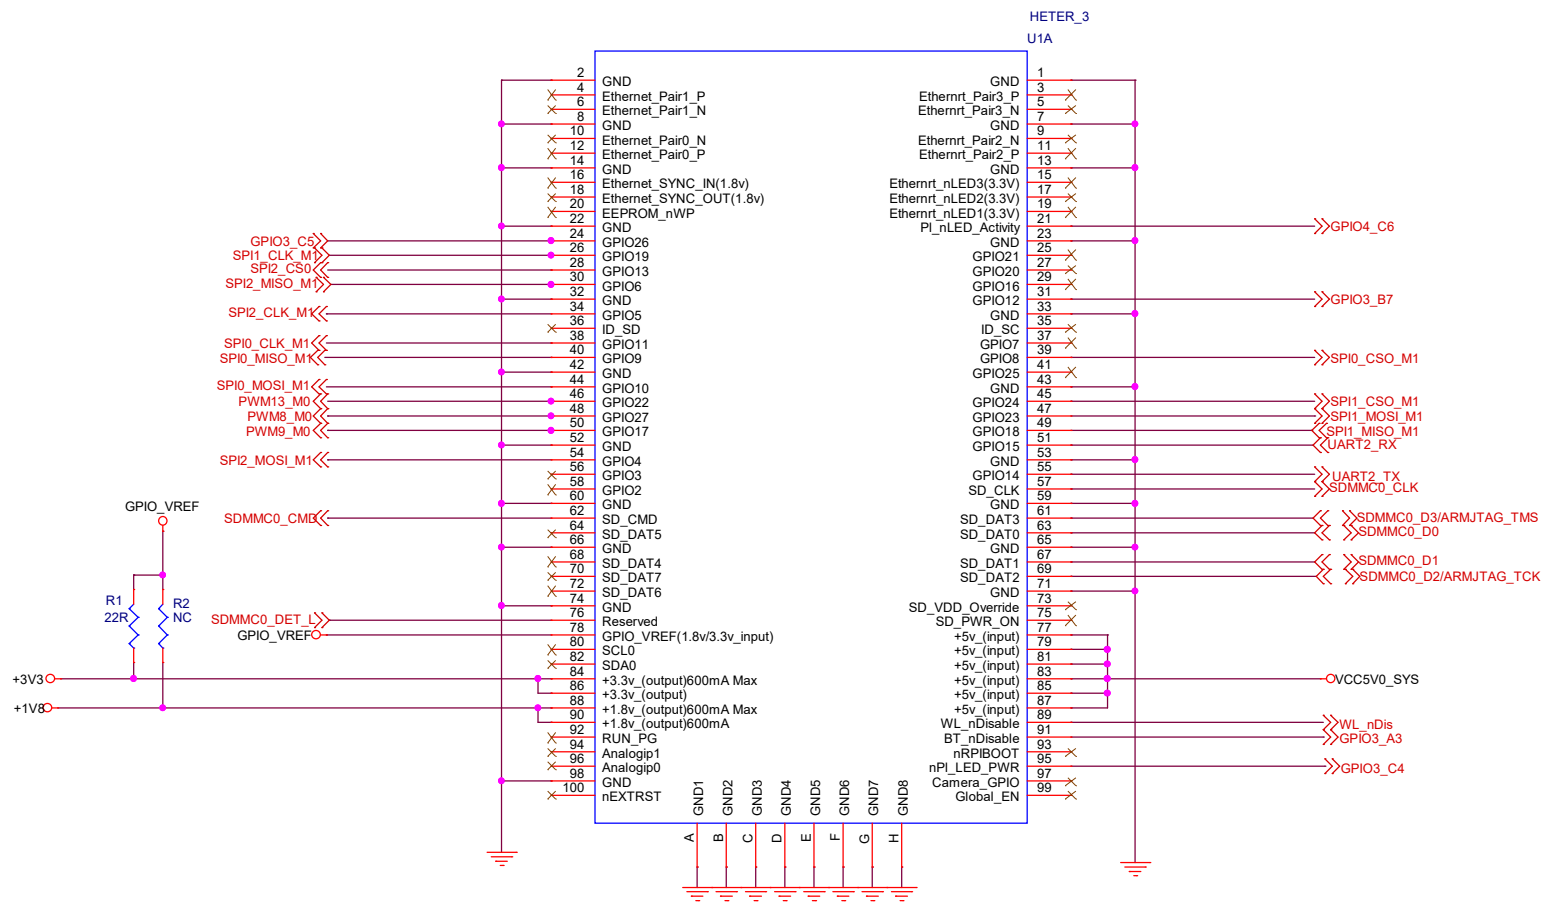 HETER_3
U1A
2 GND GND 1
4 Ethernet_Pair1_P Ethernrt_Pair3_P 3
6 Ethernet_Pair1_N Ethernrt_Pair3_N 5
8 GND GND 7
10 Ethernet_Pair0_N Ethernrt_Pair2_N 9
12 Ethernet_Pair0_P Ethernrt_Pair2_P 11
14 GND GND 13
16 Ethernet_SYNC_IN(1.8v) Ethernrt_nLED3(3.3V) 15
18 Ethernet_SYNC_OUT(1.8v) Ethernrt_nLED2(3.3V) 17
20 EEPROM_nWP Ethernrt_nLED1(3.3V) 19
22 GND PI_nLED_Activity 21 GPIO4_C6
GPIO3_C5 24 GPIO26 GND 23
SPI1_CLK_M1 26 GPIO19 GPIO21 25
SPI2_CS0 28 GPIO13 GPIO20 27
SPI2_MISO_M1 30 GPIO6 GPIO16 29
32 GND GPIO12 31 GPIO3_B7
SPI2_CLK_M1 34 GPIO5 GND 33
36 ID_SD ID_SC 35
SPI0_CLK_M1 38 GPIO11 GPIO7 37
SPI0_MISO_M1 40 GPIO9 GPIO8 39 SPI0_CSO_M1
42 GND GPIO25 41
SPI0_MOSI_M1 44 GPIO10 GND 43
PWM13_M0 46 GPIO22 GPIO24 45 SPI1_CSO_M1
PWM8_M0 48 GPIO27 GPIO23 47 SPI1_MOSI_M1
PWM9_M0 50 GPIO17 GPIO18 49 SPI1_MISO_M1
52 GND GPIO15 51 UART2_RX
SPI2_MOSI_M1 54 GPIO4 GND 53
56 GPIO3 GPIO14 55 UART2_TX
58 GPIO2 SD_CLK 57 SDMMC0_CLK
60 GND GND 59
GPIO_VREF
SDMMC0_CMD 62 SD_CMD SD_DAT3 61 SDMMC0_D3/ARMJTAG_TMS
64 SD_DAT5 SD_DAT0 63 SDMMC0_D0
66 GND GND 65
68 SD_DAT4 SD_DAT1 67 SDMMC0_D1
70 SD_DAT7 SD_DAT2 69 SDMMC0_D2/ARMJTAG_TCK
72 SD_DAT6 GND 71
R1 R2
22R NC
74 GND SD_VDD_Override 73
SDMMC0_DET_L 76 Reserved SD_PWR_ON 75
GPIO_VREF 78 GPIO_VREF(1.8v/3.3v_input) +5v_(input) 77
80 SCL0 +5v_(input) 79
82 SDA0 +5v_(input) 81
+3V3 84 +3.3v_(output)600mA Max +5v_(input) 83 VCC5V0_SYS
86 +3.3v_(output) +5v_(input) 85
+1V8 88 +1.8v_(output)600mA Max +5v_(input) 87
90 +1.8v_(output)600mA WL_nDisable 89 WL_nDis
92 RUN_PG BT_nDisable 91 GPIO3_A3
94 Analogip1 nRPIBOOT 93
96 Analogip0 nPI_LED_PWR 95 GPIO3_C4
98 GND Camera_GPIO 97
100 nEXTRST Global_EN 99
GND1 GND2 GND3 GND4 GND5 GND6 GND7 GND8
A B C D E F G H